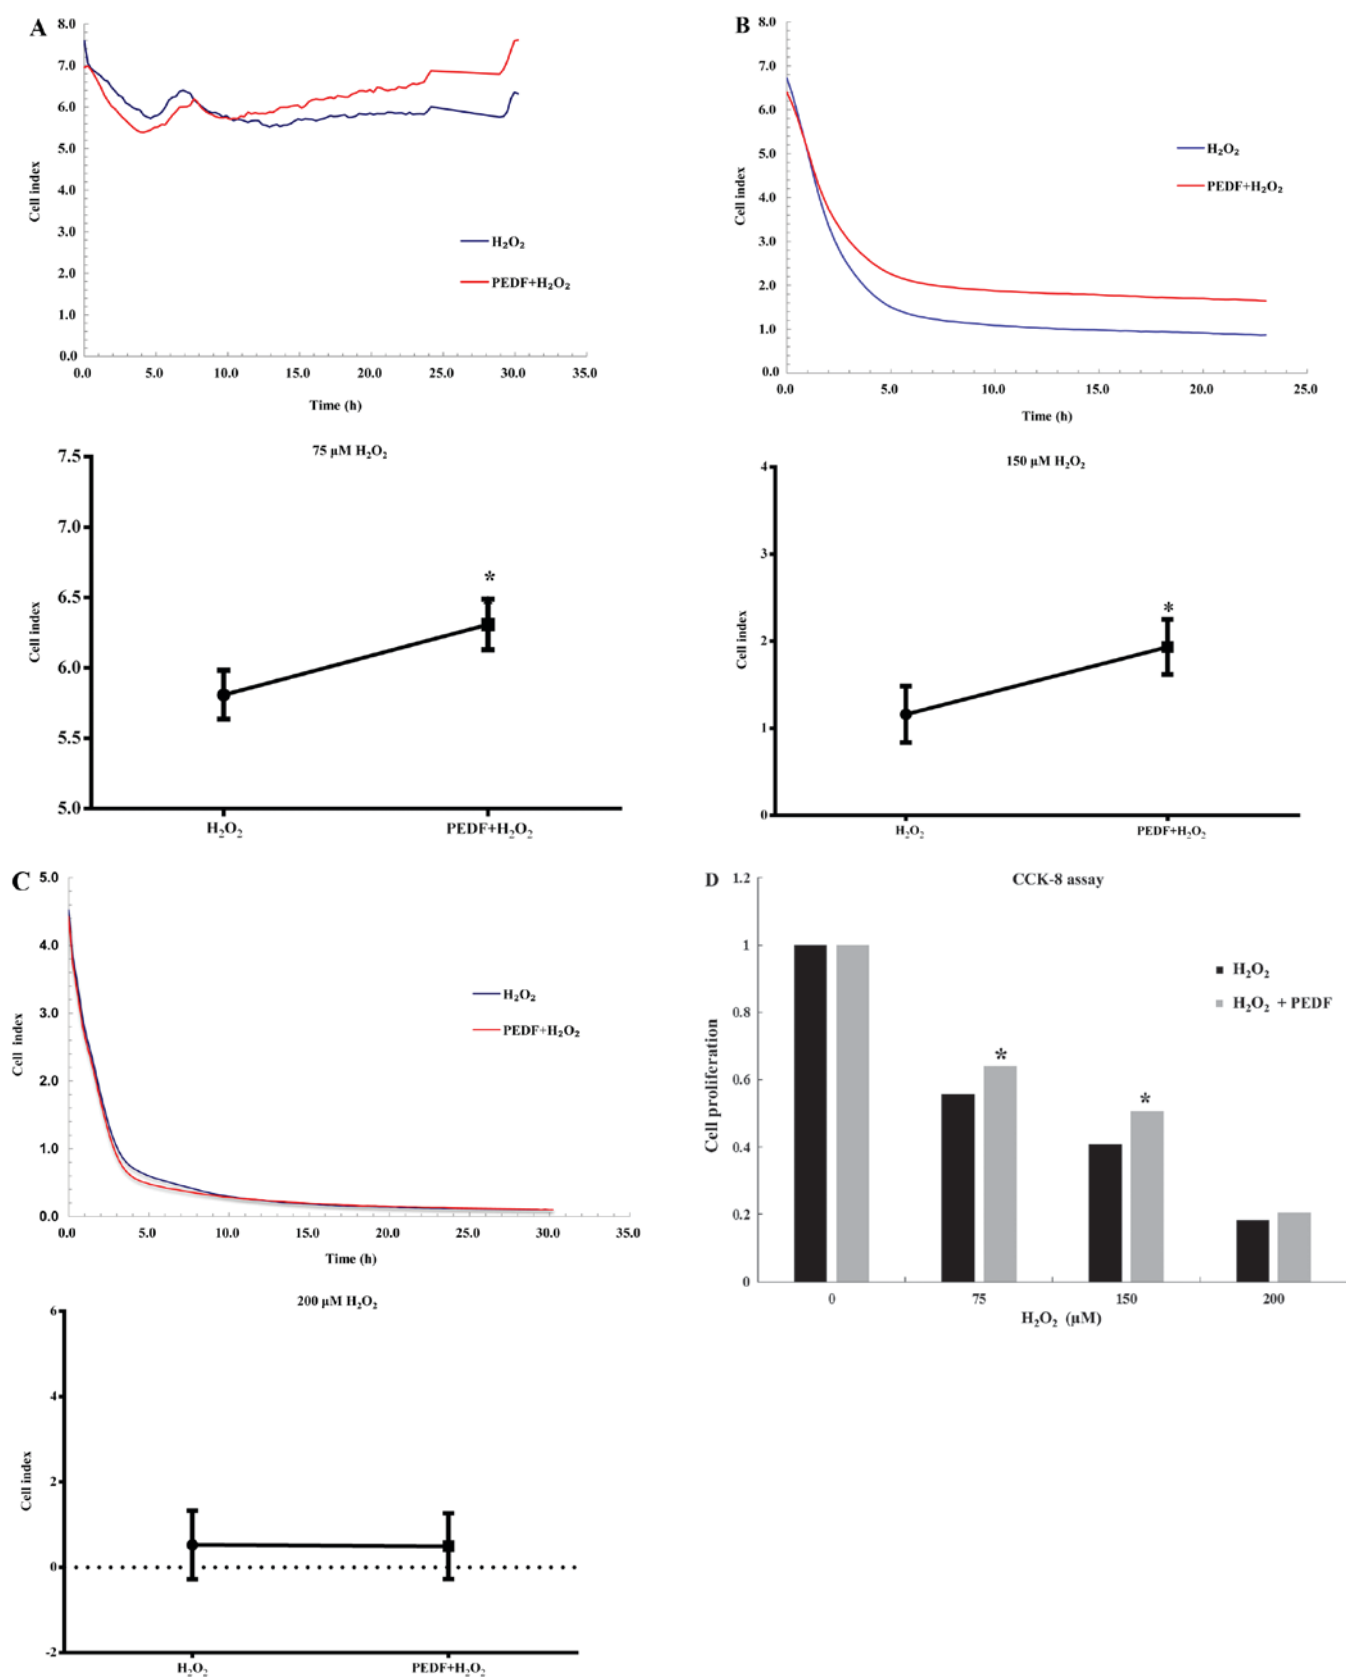 A
8.0
7.0
6.0
5.0
4.0
3.0
2.0
1.0
0.0
Cell index
H₂O₂
PEDF+H₂O₂
0.0 5.0 10.0 15.0 20.0 25.0 30.0 35.0
Time (h)
75 µM H₂O₂
7.5
7.0
6.5
6.0
5.5
5.0
Cell index
*
H₂O₂ PEDF+H₂O₂
B
8.0
7.0
6.0
5.0
4.0
3.0
2.0
1.0
0.0
Cell index
H₂O₂
PEDF+H₂O₂
0.0 5.0 10.0 15.0 20.0 25.0
Time (h)
150 µM H₂O₂
4
3
2
1
0
Cell index
*
H₂O₂ PEDF+H₂O₂
C
5.0
4.0
3.0
2.0
1.0
0.0
Cell index
H₂O₂
PEDF+H₂O₂
0.0 5.0 10.0 15.0 20.0 25.0 30.0 35.0
Time (h)
200 µM H₂O₂
6
4
2
0
-2
Cell index
H₂O₂ PEDF+H₂O₂
D
CCK-8 assay
1.2
1
0.8
0.6
0.4
0.2
0
Cell proliferation
H₂O₂
H₂O₂ + PEDF
*
*
0 75 150 200
H₂O₂ (µM)